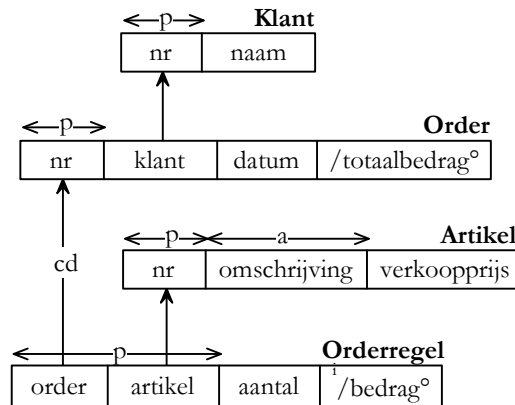 p Klant
nr naam
p Order
nr klant datum /totaalbedrag°
p a Artikel
cd
nr omschrijving verkoopprijs
p Orderregel
order artikel aantal i/bedrag°